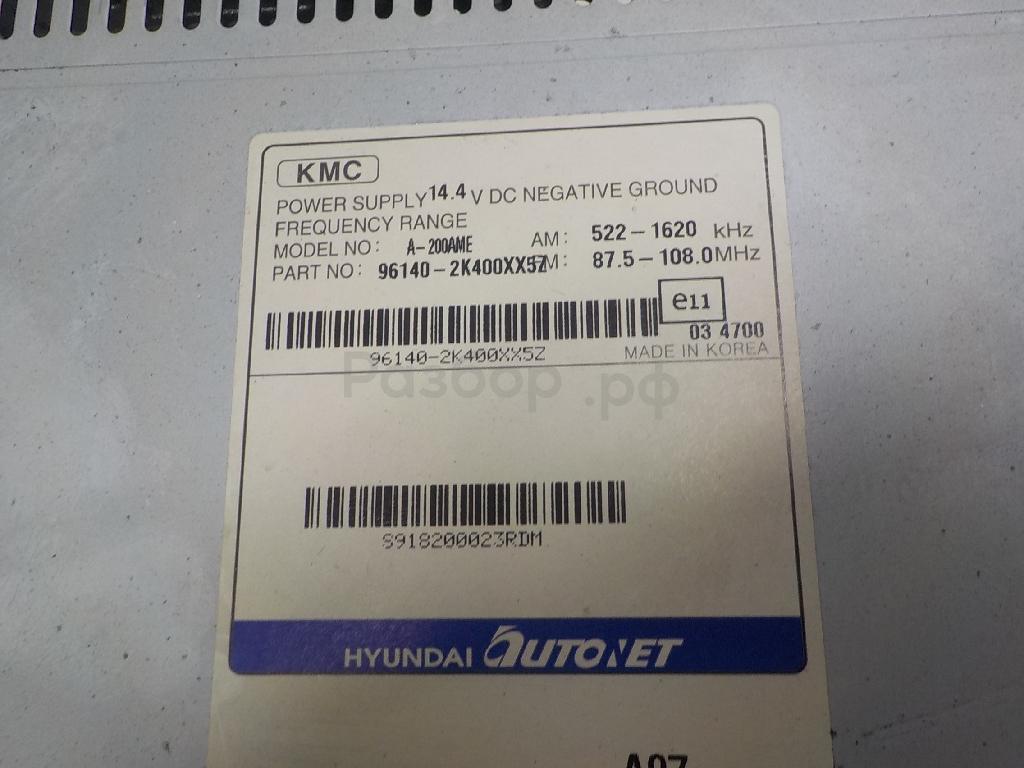 KMC
POWER SUPPLY 14.4 V DC NEGATIVE GROUND
FREQUENCY RANGE
MODEL NO: A-200AME AM: 522-1620 kHz
PART NO: 96140-2K400XX5Z FM: 87.5-108.0 MHz
e11
03 4700
96140-2K400XX5Z
MADE IN KOREA
Разбор.рф
S918200023RDM
HYUNDAI AUTONET